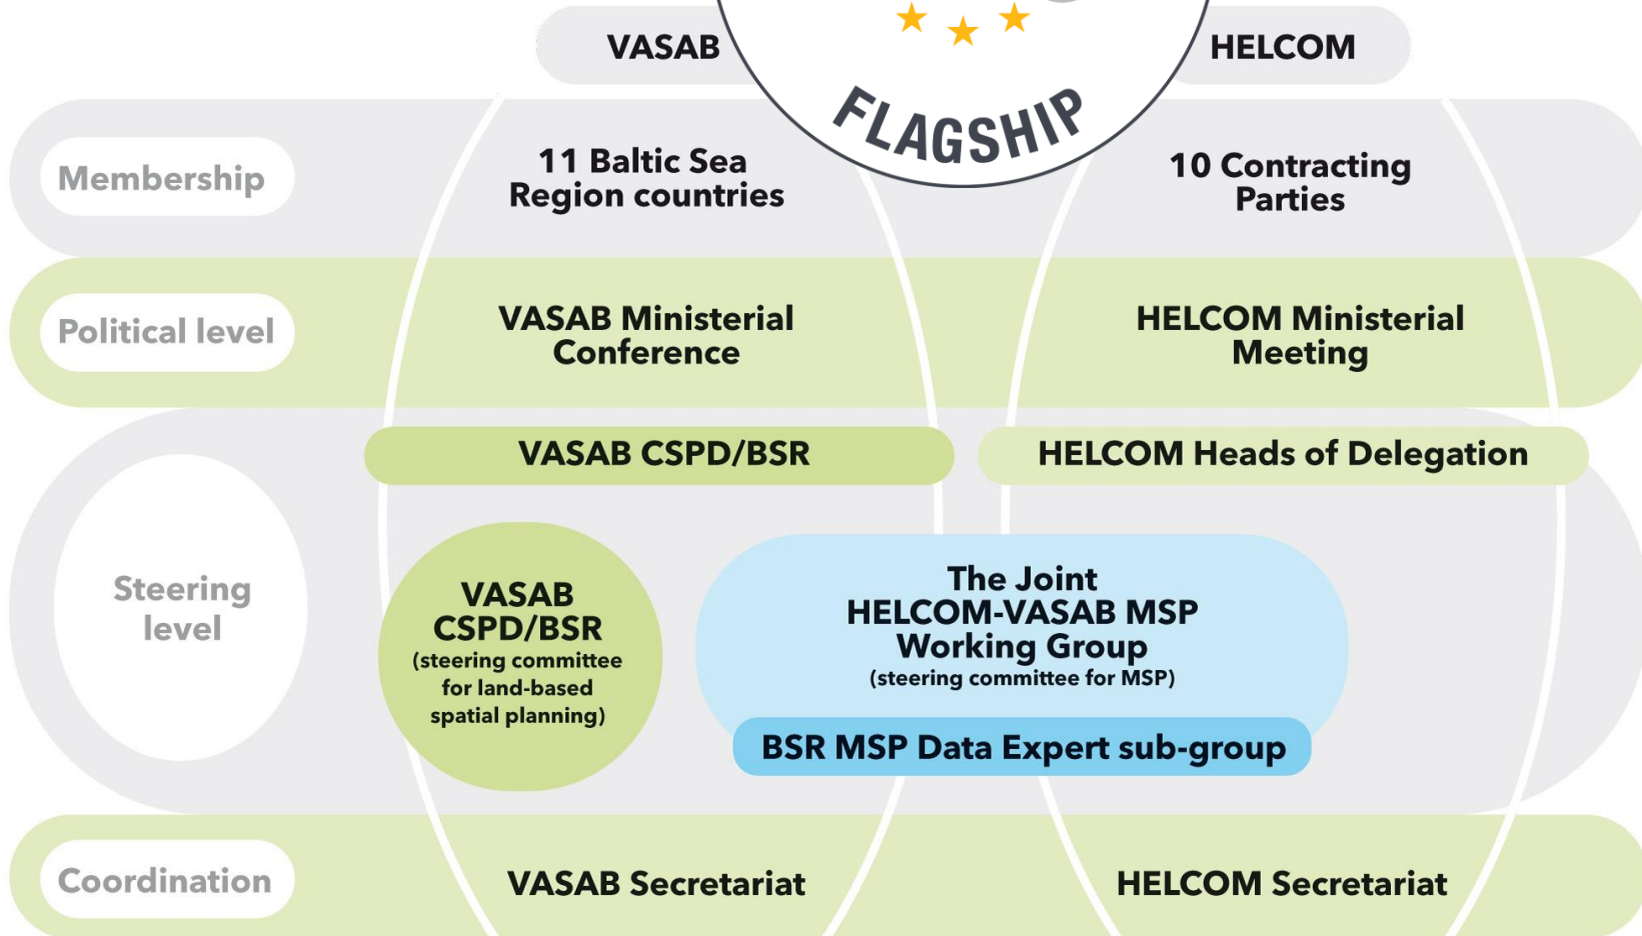 VASAB
HELCOM
FLAGSHIP
Membership
11 Baltic Sea
Region countries
10 Contracting
Parties
Political level
VASAB Ministerial
Conference
HELCOM Ministerial
Meeting
VASAB CSPD/BSR
HELCOM Heads of Delegation
Steering
level
VASAB
CSPD/BSR
(steering committee
for land-based
spatial planning)
The Joint
HELCOM-VASAB MSP
Working Group
(steering committee for MSP)
BSR MSP Data Expert sub-group
Coordination
VASAB Secretariat
HELCOM Secretariat